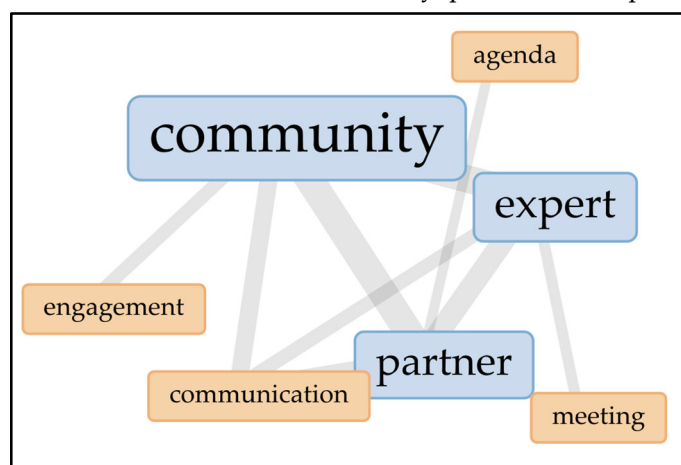 agenda
community
expert
engagement
partner
communication
meeting